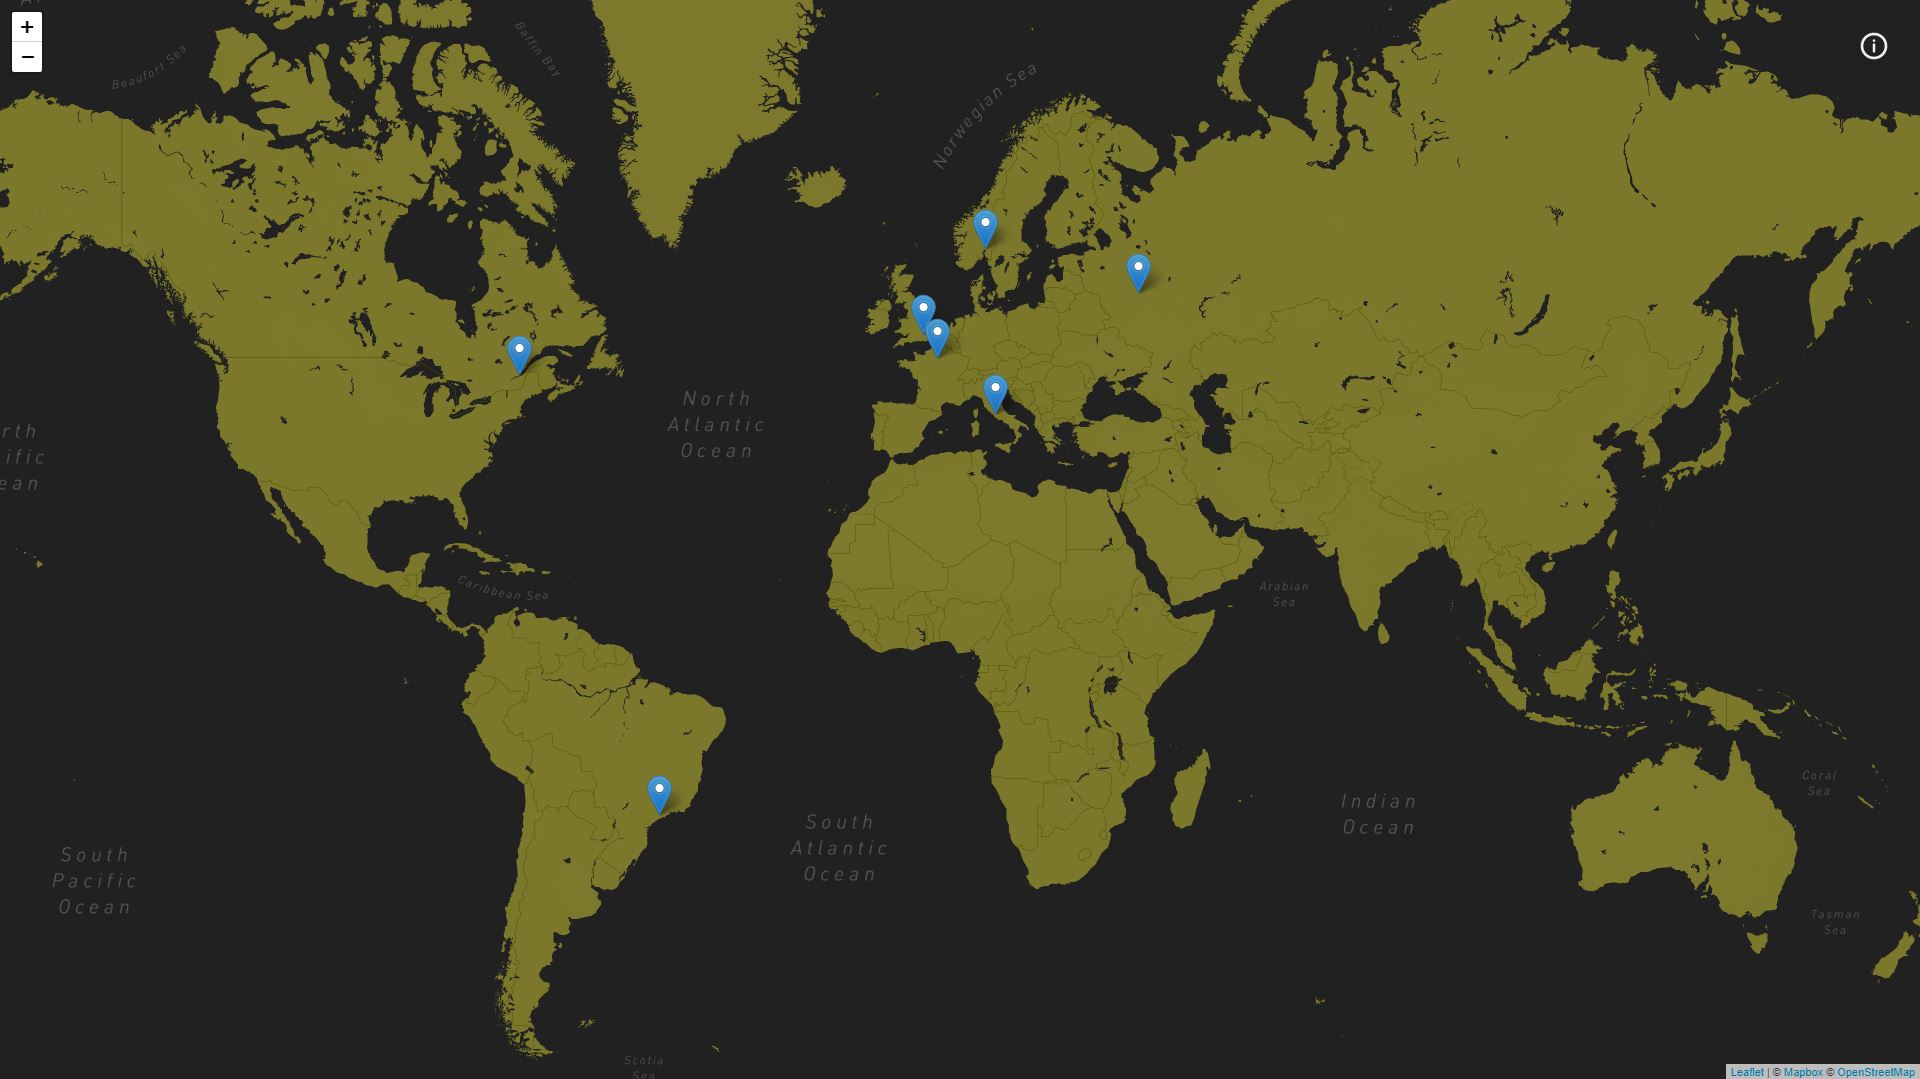 +
−
Beaufort Sea
Baffin Bay
Norwegian Sea
North
Atlantic
Ocean
rth
ific
ean
Caribbean Sea
Arabian
Sea
South
Atlantic
Ocean
Indian
Ocean
Coral
Sea
South
Pacific
Ocean
Tasman
Sea
Scotia
Sea
Leaflet | © Mapbox © OpenStreetMap